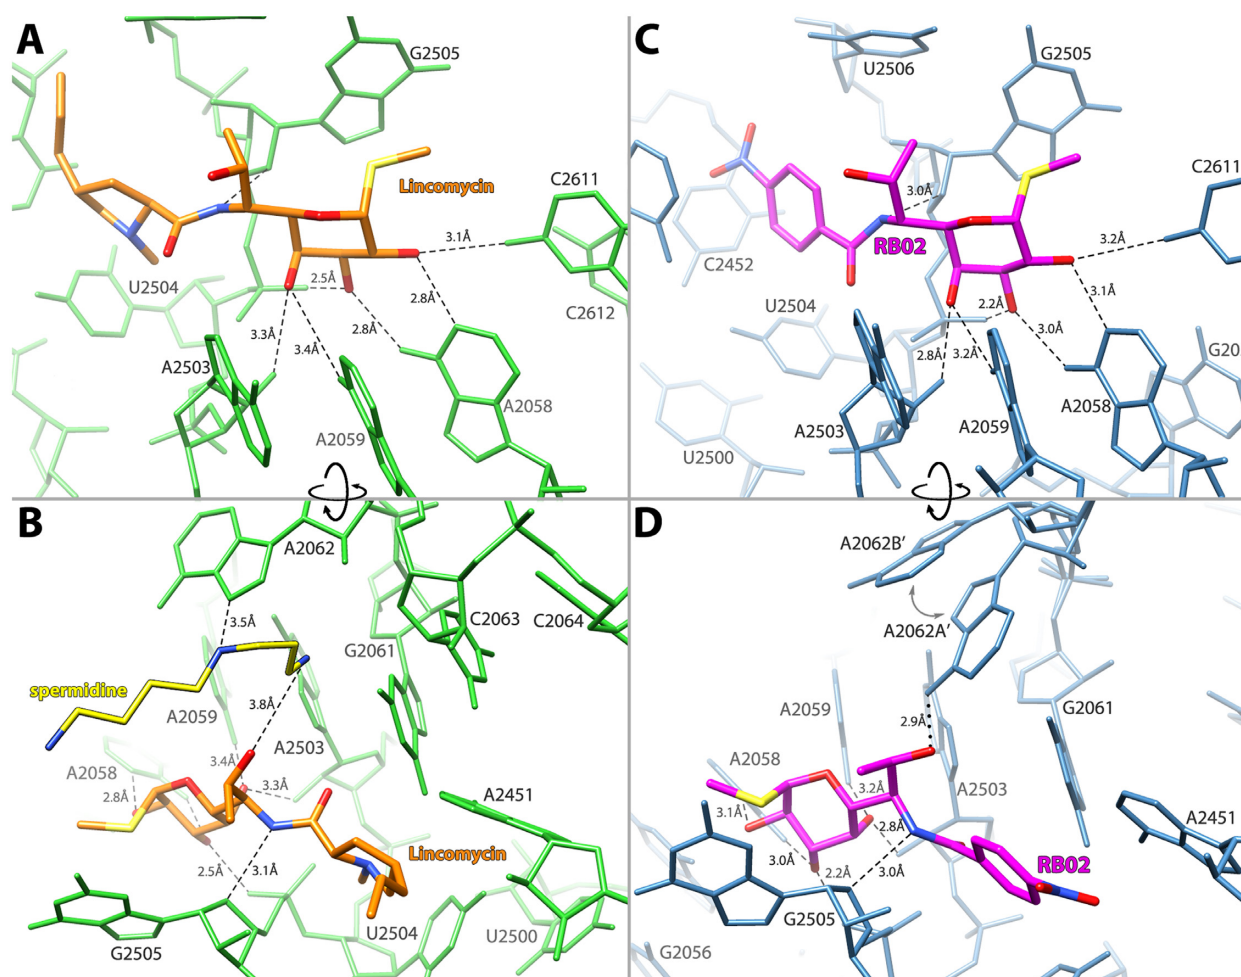 A
G2505
Lincomycin
C2611
3.1Å
U2504
2.5Å
2.8Å
C2612
2.8Å
3.3Å
3.4Å
A2503
A2058
A2059
C
U2506
G2505
C2611
3.0Å
RB02
3.2Å
C2452
3.1Å
U2504
2.2Å
3.0Å
2.8Å
3.2Å
G20
A2058
A2503
A2059
U2500
B
A2062
3.5Å
C2063
C2064
G2061
spermidine
A2059
3.8Å
A2503
3.4Å
A2058
3.3Å
2.8Å
A2451
Lincomycin
2.5Å
3.1Å
U2504
U2500
G2505
D
A2062B’
A2062A’
G2061
A2059
2.9Å
A2058
3.2Å
A2503
3.1Å
2.8Å
A2451
3.0Å
RB02
2.2Å
3.0Å
G2505
G2056